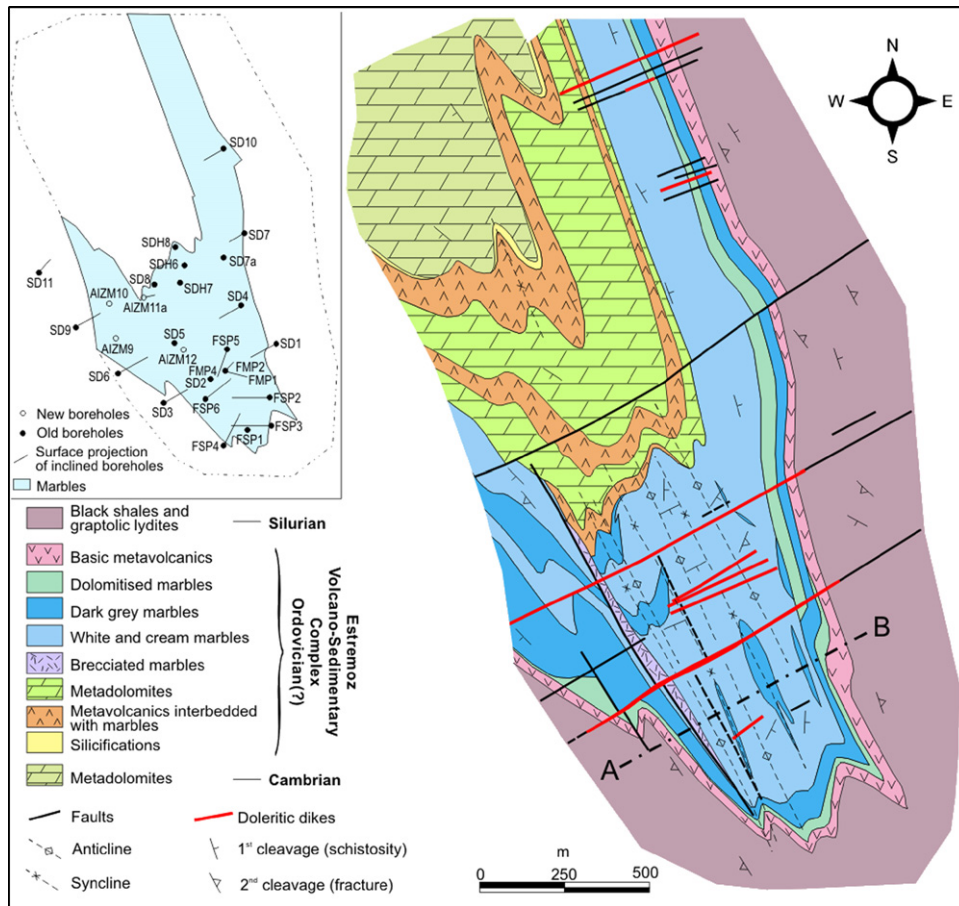 SD10
SD7
SDH8
SDH6
SD7a
SD11
SD8
SDH7
AIZM10
AIZM11a
SD4
SD9
SD5
FSP5
SD1
AIZM9
AIZM12
FMP2
SD6
FMP4
FMP1
SD2
FSP2
SD3
FSP6
FSP3
FSP4
FSP1
New boreholes
Old boreholes
Surface projection
of inclined boreholes
Marbles
Black shales and
graptolic lydites
Silurian
Basic metavolcanics
Dolomitised marbles
Dark grey marbles
White and cream marbles
Brecciated marbles
Metadolomites
Metavolcanics interbedded
with marbles
Silicifications
Estremoz
Volcano-Sedimentary
Complex
Ordovician(?)
Metadolomites
Cambrian
Faults
Doleritic dikes
Anticline
1st cleavage (schistosity)
Syncline
2nd cleavage (fracture)
N
W E
S
B
A
m
0 250 500